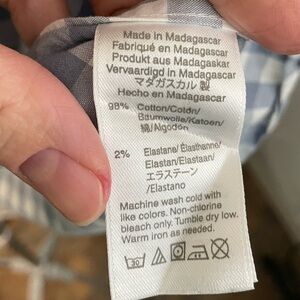 Made in Madagascar
Fabriqué en Madagascar
Produkt aus Madagaskar
Vervaardigd in Madagascar
マダガスカル 製
Hecho en Madagascar
98% Cotton/Coton/
Baumwolle/Katoen/
綿/Algodón
2% Elastane/Élasthanne/
Elastan/Elastaan/
エラステーン
/Elastano
Machine wash cold with
like colors. Non-chlorine
bleach only. Tumble dry low.
Warm iron as needed.
30